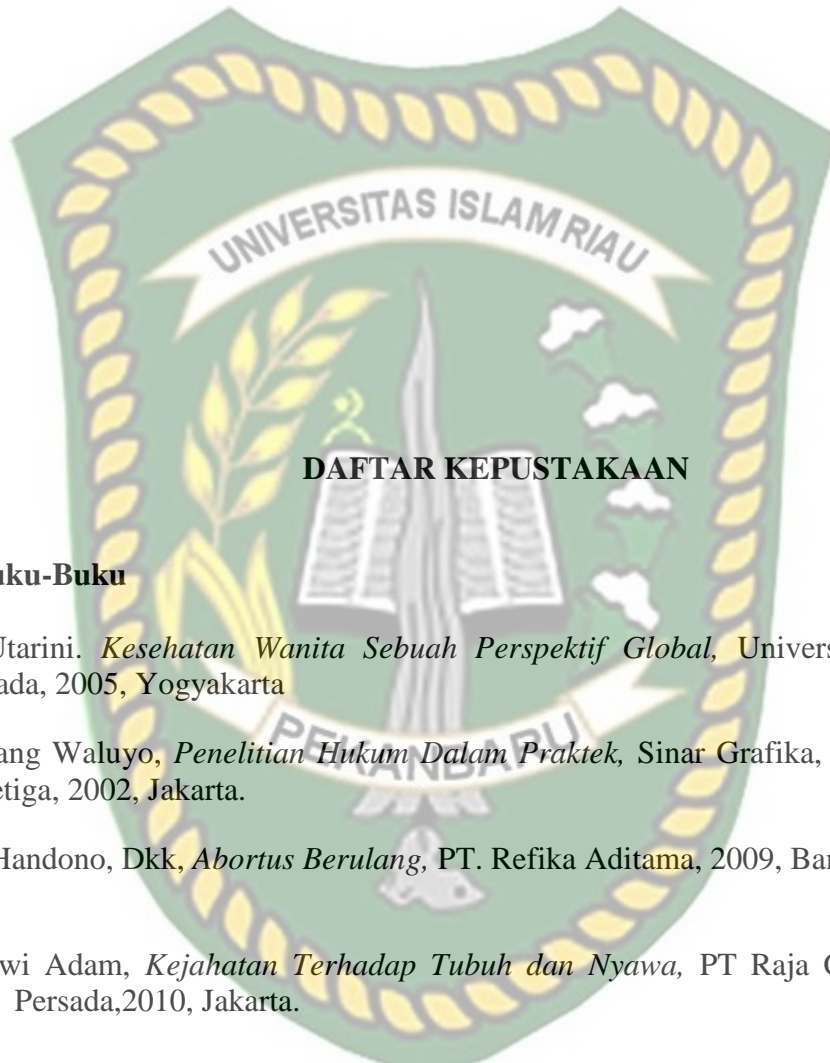 UNIVERSITAS ISLAM RIAU
DAFTAR KEPUSTAKAAN
uku-Buku
Utarini. Kesehatan Wanita Sebuah Perspektif Global, Univers
ada, 2005, Yogyakarta
PEKANBARU
ang Waluyo, Penelitian Hukum Dalam Praktek, Sinar Grafika,
etiga, 2002, Jakarta.
Handono, Dkk, Abortus Berulang, PT. Refika Aditama, 2009, Ban
wi Adam, Kejahatan Terhadap Tubuh dan Nyawa, PT Raja G
Persada,2010, Jakarta.